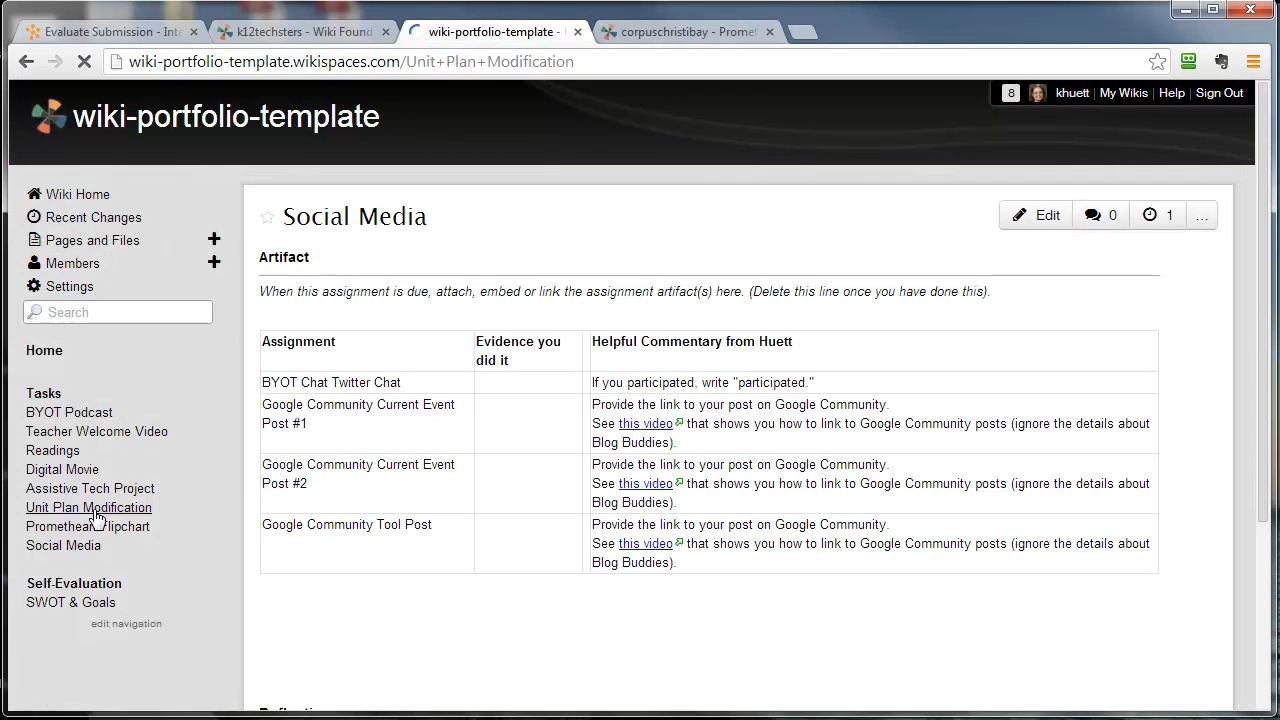 Evaluate Submission - Int
k12techsters - Wiki Found
wiki-portfolio-template -
corpuschristibay - Promet
wiki-portfolio-template.wikispaces.com/Unit+Plan+Modification
8 khuett My Wikis Help Sign Out
wiki-portfolio-template
Wiki Home
Recent Changes
Pages and Files
Members
Settings
Search
Home
Tasks
BYOT Podcast
Teacher Welcome Video
Readings
Digital Movie
Assistive Tech Project
Unit Plan Modification
Promethean Flipchart
Social Media
Self-Evaluation
SWOT & Goals
edit navigation
Social Media
Edit 0 1 ...
Artifact
When this assignment is due, attach, embed or link the assignment artifact(s) here. (Delete this line once you have done this).
Assignment
Evidence you
did it
Helpful Commentary from Huett
BYOT Chat Twitter Chat
If you participated, write "participated."
Google Community Current Event
Post #1
Provide the link to your post on Google Community.
See this video that shows you how to link to Google Community posts (ignore the details about
Blog Buddies).
Google Community Current Event
Post #2
Provide the link to your post on Google Community.
See this video that shows you how to link to Google Community posts (ignore the details about
Blog Buddies).
Google Community Tool Post
Provide the link to your post on Google Community.
See this video that shows you how to link to Google Community posts (ignore the details about
Blog Buddies).